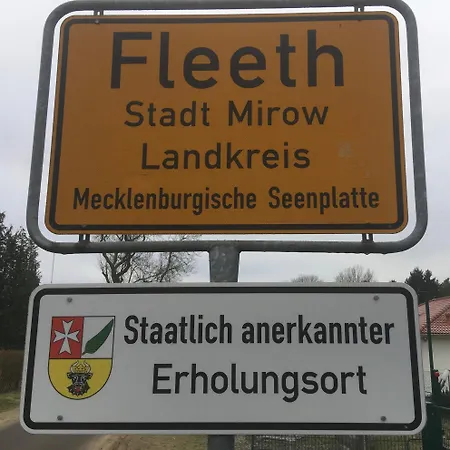 Fleeth
Stadt Mirow
Landkreis
Mecklenburgische Seenplatte
Staatlich anerkannter
Erholungsort